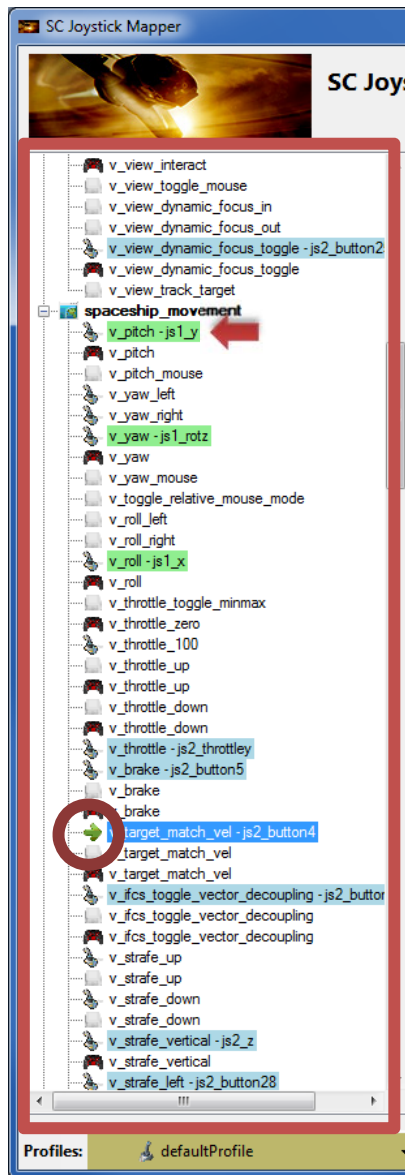 SC Joystick Mapper
SC Joy
v_view_interact
v_view_toggle_mouse
v_view_dynamic_focus_in
v_view_dynamic_focus_out
v_view_dynamic_focus_toggle - js2_button2
v_view_dynamic_focus_toggle
v_view_track_target
spaceship_movement
v_pitch - js1_y
v_pitch
v_pitch_mouse
v_yaw_left
v_yaw_right
v_yaw - js1_rotz
v_yaw
v_yaw_mouse
v_toggle_relative_mouse_mode
v_roll_left
v_roll_right
v_roll - js1_x
v_roll
v_throttle_toggle_minmax
v_throttle_zero
v_throttle_100
v_throttle_up
v_throttle_up
v_throttle_down
v_throttle_down
v_throttle - js2_throttley
v_brake - js2_button5
v_brake
v_brake
v_target_match_vel - js2_button4
v_target_match_vel
v_target_match_vel
v_ifcs_toggle_vector_decoupling - js2_button
v_ifcs_toggle_vector_decoupling
v_ifcs_toggle_vector_decoupling
v_strafe_up
v_strafe_up
v_strafe_down
v_strafe_down
v_strafe_vertical - js2_z
v_strafe_vertical
v_strafe_left - js2_button28
Profiles: defaultProfile